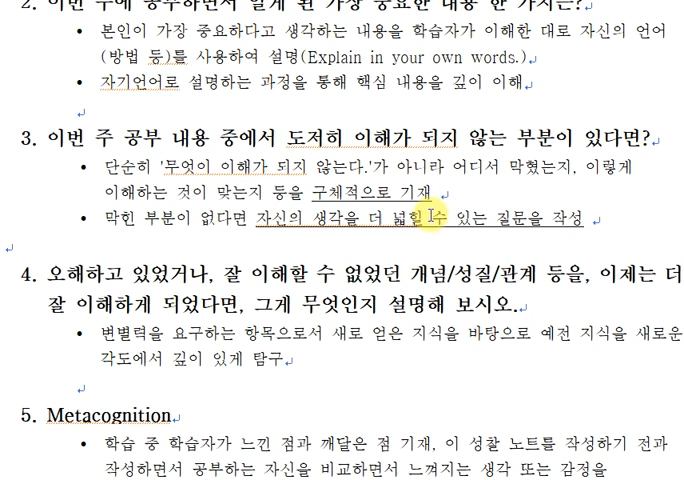 2. 이번 주에 공부하면서 알게 된 가장 중요한 내용 한 가지는?
• 본인이 가장 중요하다고 생각하는 내용을 학습자가 이해한 대로 자신의 언어
(방법 등)를 사용하여 설명(Explain in your own words.)
• 자기언어로 설명하는 과정을 통해 핵심 내용을 깊이 이해
3. 이번 주 공부 내용 중에서 도저히 이해가 되지 않는 부분이 있다면?
• 단순히 '무엇이 이해가 되지 않는다.'가 아니라 어디서 막혔는지, 이렇게
이해하는 것이 맞는지 등을 구체적으로 기재
• 막힌 부분이 없다면 자신의 생각을 더 넓힐 수 있는 질문을 작성
4. 오해하고 있었거나, 잘 이해할 수 없었던 개념/성질/관계 등을, 이제는 더
잘 이해하게 되었다면, 그게 무엇인지 설명해 보시오.
• 변별력을 요구하는 항목으로서 새로 얻은 지식을 바탕으로 예전 지식을 새로운
각도에서 깊이 있게 탐구
5. Metacognition
• 학습 중 학습자가 느낀 점과 깨달은 점 기재, 이 성찰 노트를 작성하기 전과
작성하면서 공부하는 자신을 비교하면서 느껴지는 생각 또는 감정을